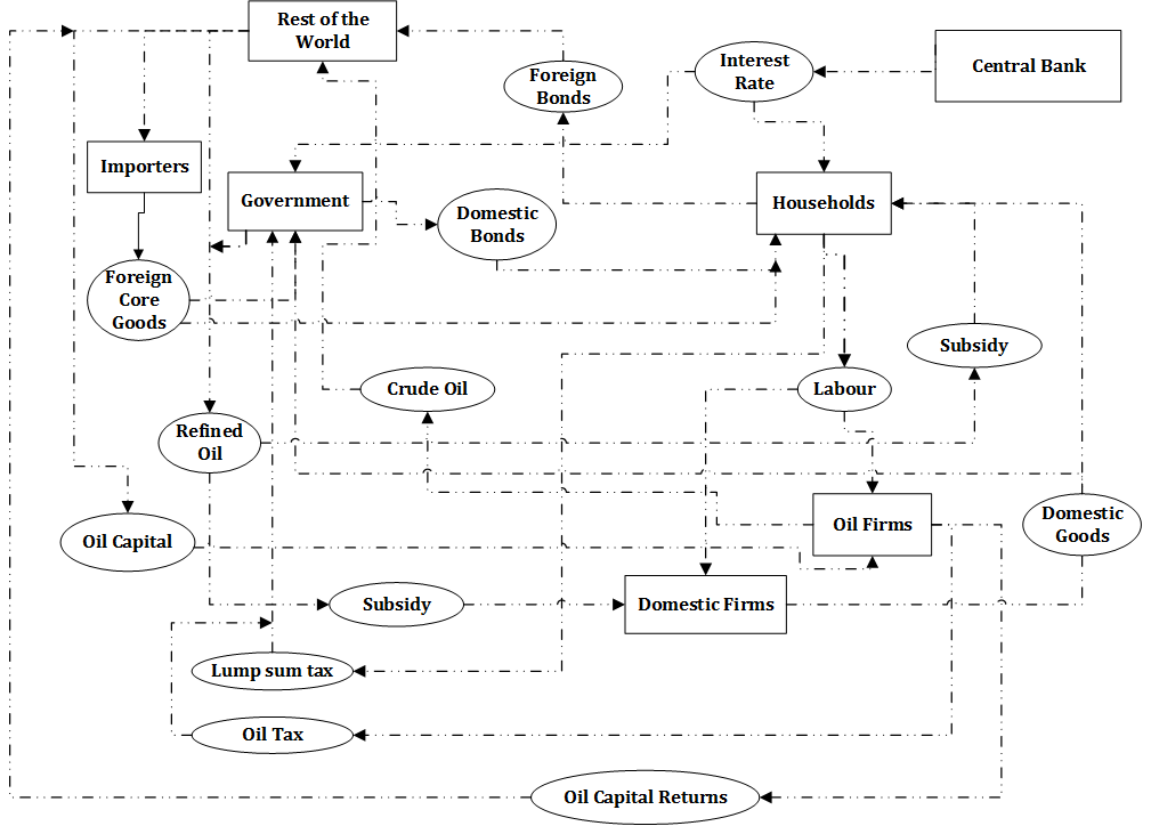 Rest of the
World
Interest
Rate
Central Bank
Foreign
Bonds
Importers
Government
Domestic
Bonds
Households
Foreign
Core
Goods
Subsidy
Crude Oil
Labour
Refined
Oil
Oil Capital
Oil Firms
Domestic
Goods
Subsidy
Domestic Firms
Lump sum tax
Oil Tax
Oil Capital Returns